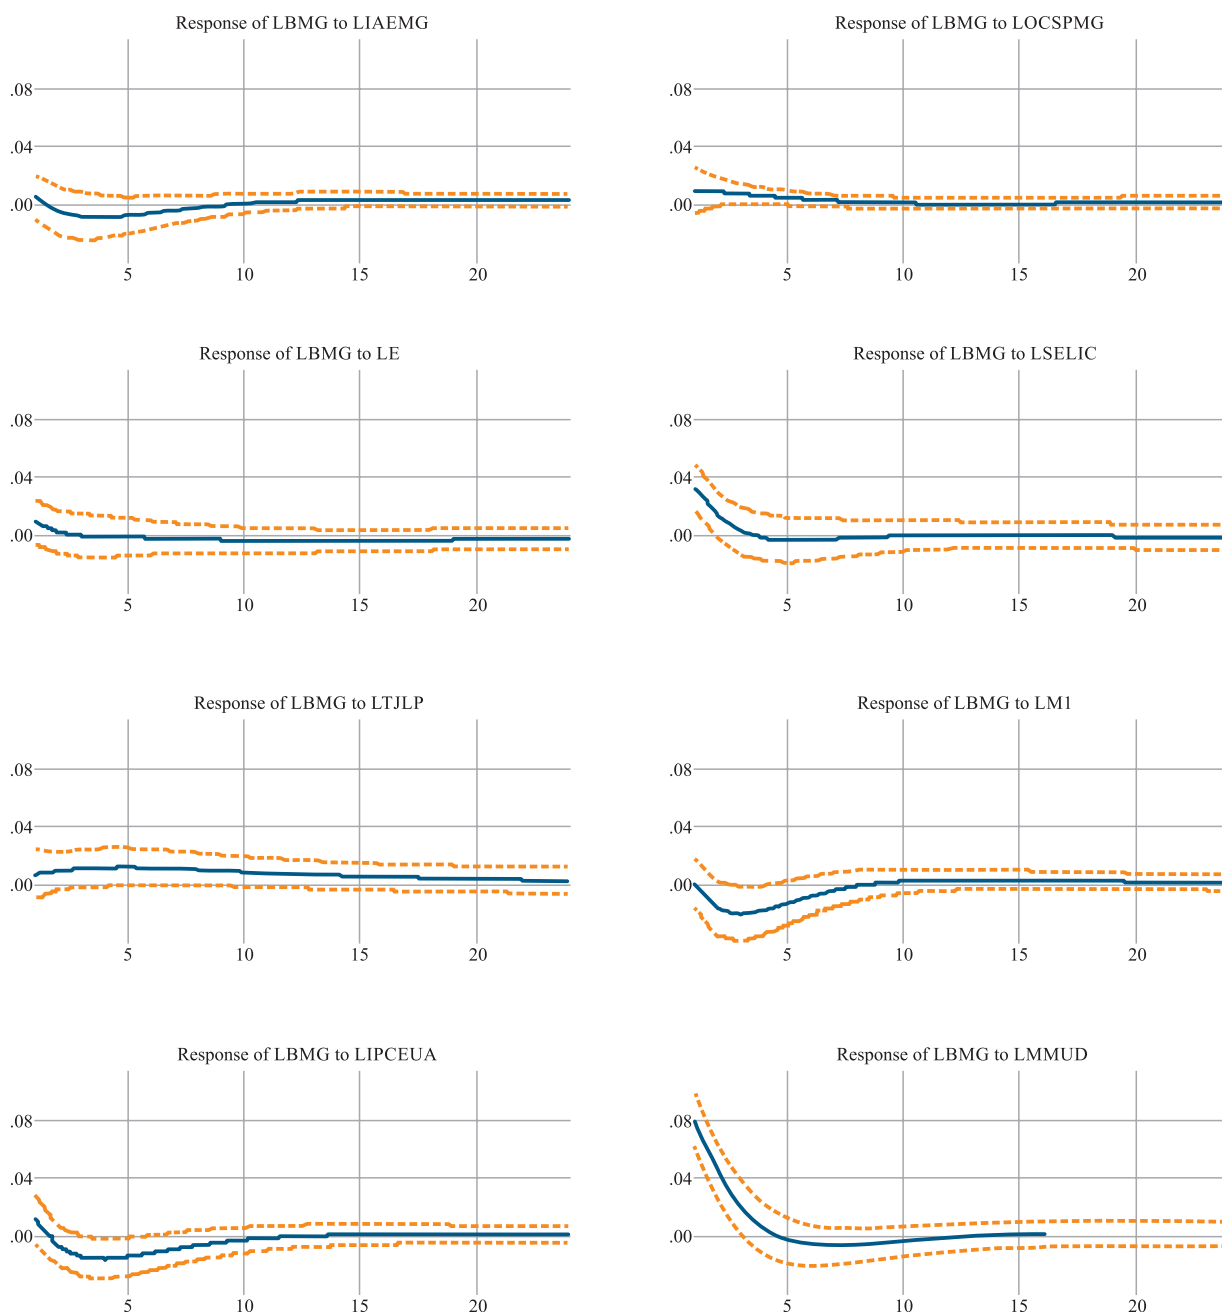 Response of LBMG to LIAEMG
.08
.04
.00
5 10 15 20
Response of LBMG to LOCSPMG
.08
.04
.00
5 10 15 20
Response of LBMG to LE
.08
.04
.00
5 10 15 20
Response of LBMG to LSELIC
.08
.04
.00
5 10 15 20
Response of LBMG to LTJLP
.08
.04
.00
5 10 15 20
Response of LBMG to LM1
.08
.04
.00
5 10 15 20
Response of LBMG to LIPCEUA
.08
.04
.00
5 10 15 20
Response of LBMG to LMMUD
.08
.04
.00
5 10 15 20